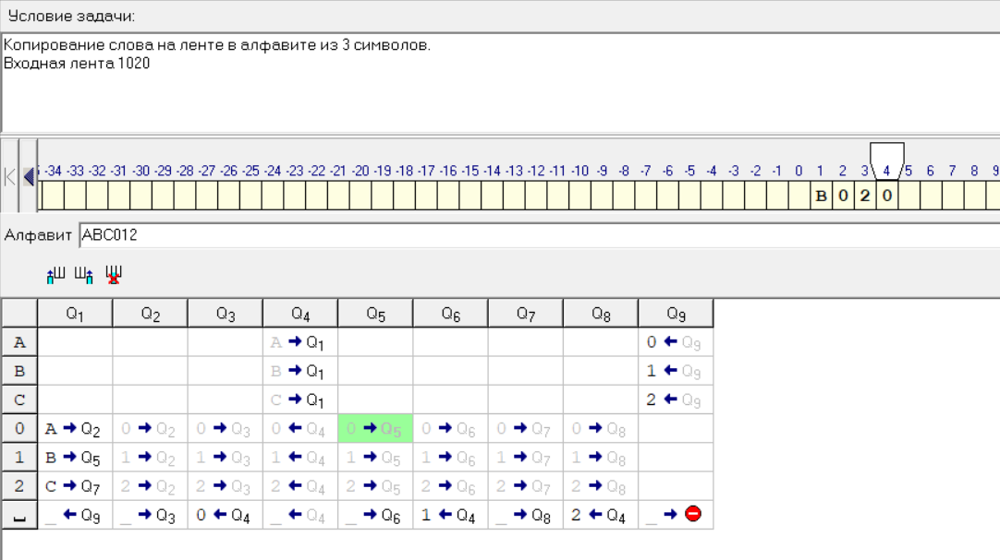 Условие задачи:
Копирование слова на ленте в алфавите из 3 символов.
Входная лента 1020
-34 -33 -32 -31 -30 -29 -28 -27 -26 -25 -24 -23 -22 -21 -20 -19 -18 -17 -16 -15 -14 -13 -12 -11 -10 -9 -8 -7 -6 -5 -4 -3 -2 -1 0 1 2 3 4 5 6 7 8 9
B 0 2 0
Алфавит ABC012
Q1 Q2 Q3 Q4 Q5 Q6 Q7 Q8 Q9
A A → Q1 0 ← Q9
B B → Q1 1 ← Q9
C C → Q1 2 ← Q9
0 A → Q2 0 → Q2 0 → Q3 0 ← Q4 0 → Q5 0 → Q6 0 → Q7 0 → Q8
1 B → Q5 1 → Q2 1 → Q3 1 ← Q4 1 → Q5 1 → Q6 1 → Q7 1 → Q8
2 C → Q7 2 → Q2 2 → Q3 2 ← Q4 2 → Q5 2 → Q6 2 → Q7 2 → Q8
_ _ ← Q9 _ → Q3 0 ← Q4 _ ← Q4 _ → Q6 1 ← Q4 _ → Q8 2 ← Q4 _ →